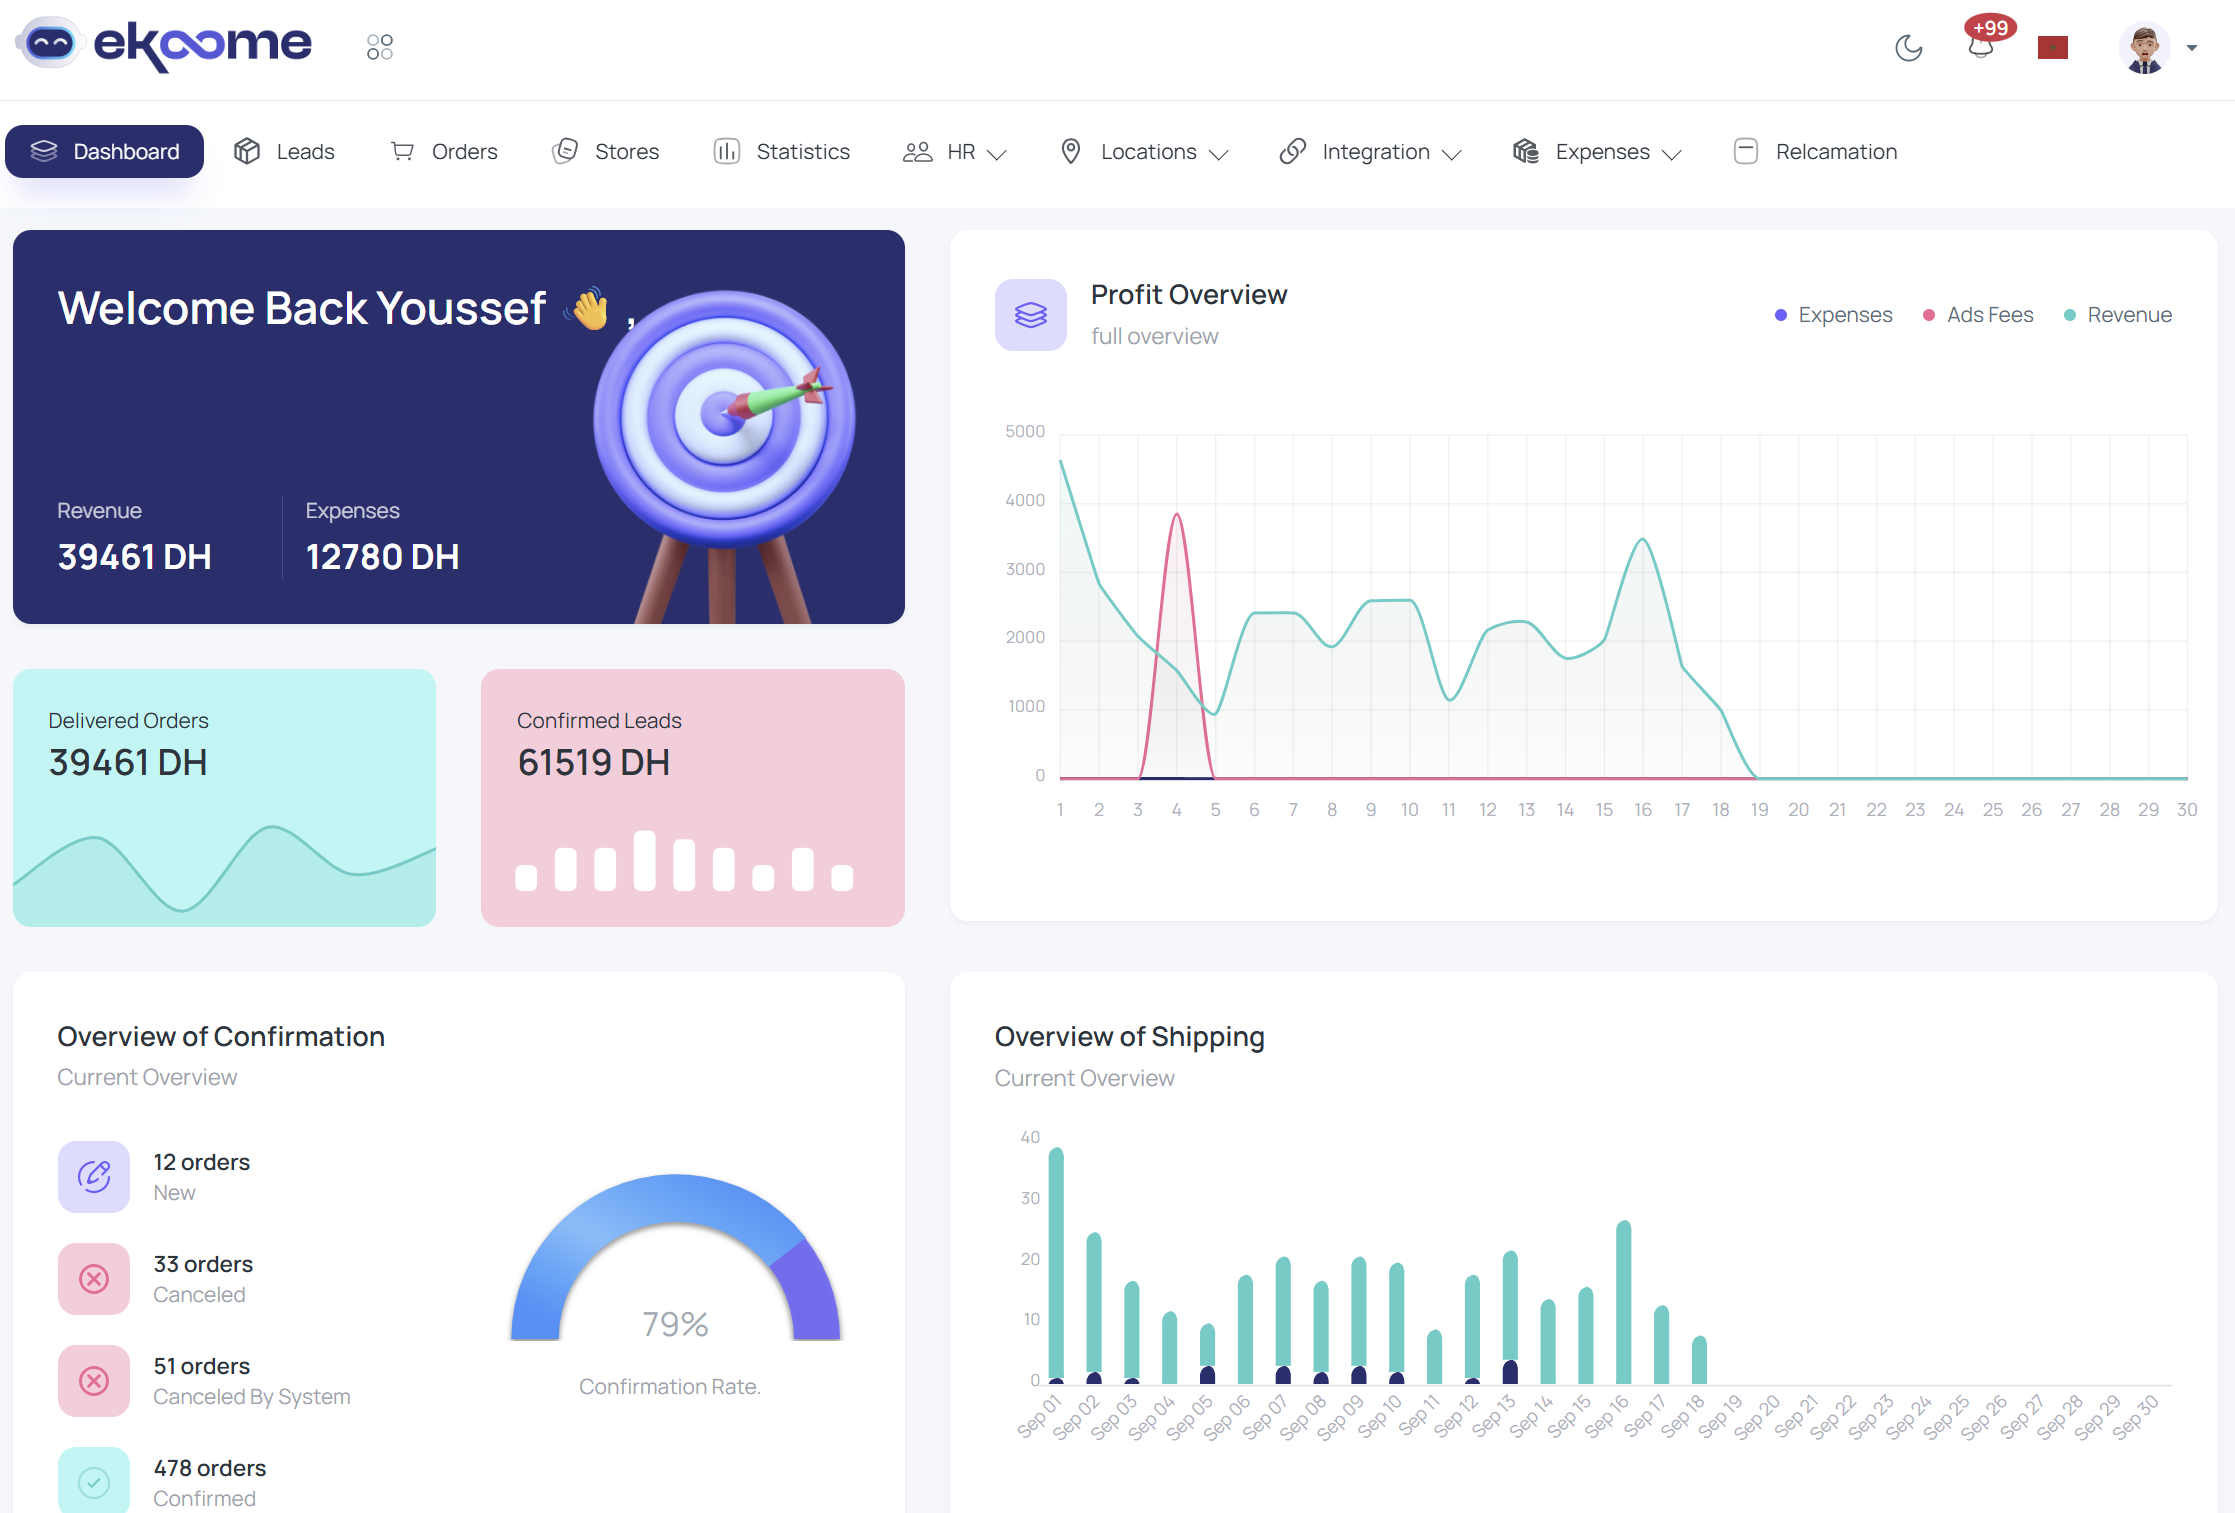 ekoome
+99
Dashboard
Leads
Orders
Stores
Statistics
HR
Locations
Integration
Expenses
Relcamation
Welcome Back Youssef 👋 ,
Revenue
39461 DH
Expenses
12780 DH
Delivered Orders
39461 DH
Confirmed Leads
61519 DH
Profit Overview
full overview
Expenses
Ads Fees
Revenue
5000
4000
3000
2000
1000
0
1 2 3 4 5 6 7 8 9 10 11 12 13 14 15 16 17 18 19 20 21 22 23 24 25 26 27 28 29 30
Overview of Confirmation
Current Overview
12 orders
New
33 orders
Canceled
51 orders
Canceled By System
478 orders
Confirmed
79%
Confirmation Rate.
Overview of Shipping
Current Overview
40
30
20
10
0
Sep 01 Sep 02 Sep 03 Sep 04 Sep 05 Sep 06 Sep 07 Sep 08 Sep 09 Sep 10 Sep 11 Sep 12 Sep 13 Sep 14 Sep 15 Sep 16 Sep 17 Sep 18 Sep 19 Sep 20 Sep 21 Sep 22 Sep 23 Sep 24 Sep 25 Sep 26 Sep 27 Sep 28 Sep 29 Sep 30